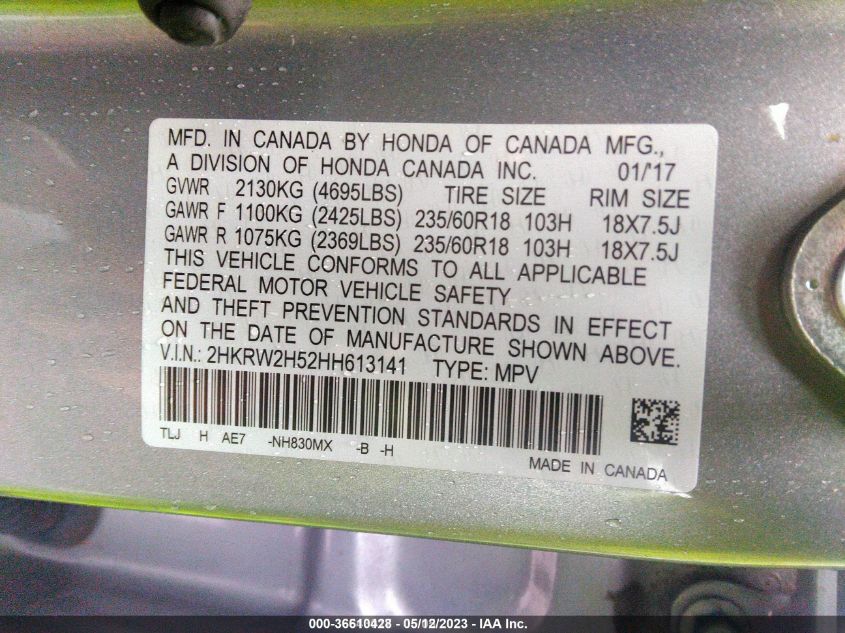 MFD. IN CANADA BY HONDA OF CANADA MFG.,
A DIVISION OF HONDA CANADA INC. 01/'17
GVWR 2130KG (4695LBS) TIRE SIZE RIM SIZE
GAWR F 1100KG (2425LBS) 235/60R18 103H 18X7.5J
GAWR R 1075KG (2369LBS) 235/60R18 103H 18X7.5J
THIS VEHICLE CONFORMS TO ALL APPLICABLE
FEDERAL MOTOR VEHICLE SAFETY
AND THEFT PREVENTION STANDARDS IN EFFECT
ON THE DATE OF MANUFACTURE SHOWN ABOVE.
V.I.N.: 2HKRW2H52HH613141 TYPE: MPV
TLJ H AE7 -NH830MX -B -H
MADE IN CANADA
000-36610428 - 05/12/2023 - IAA Inc.